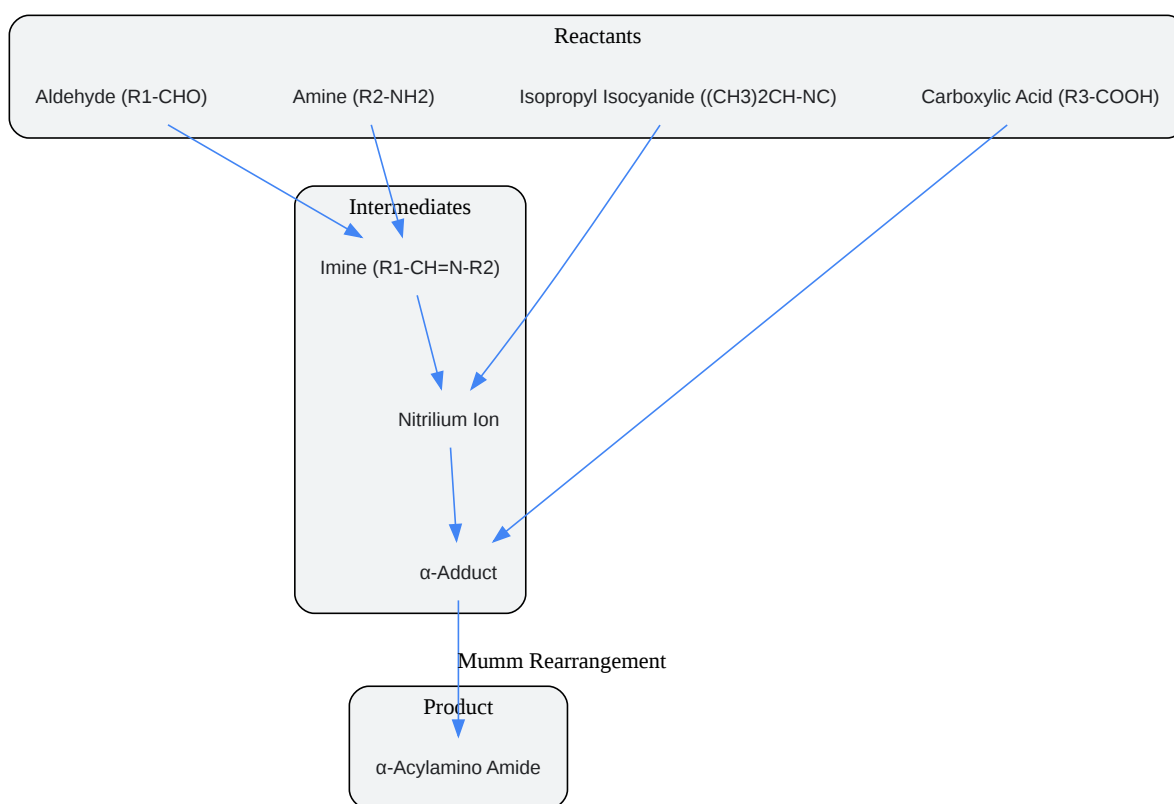 Reactants
Aldehyde (R1-CHO)
Amine (R2-NH2)
Isopropyl Isocyanide ((CH3)2CH-NC)
Carboxylic Acid (R3-COOH)
Intermediates
Imine (R1-CH=N-R2)
Nitrilium Ion
α-Adduct
Mumm Rearrangement
Product
α-Acylamino Amide